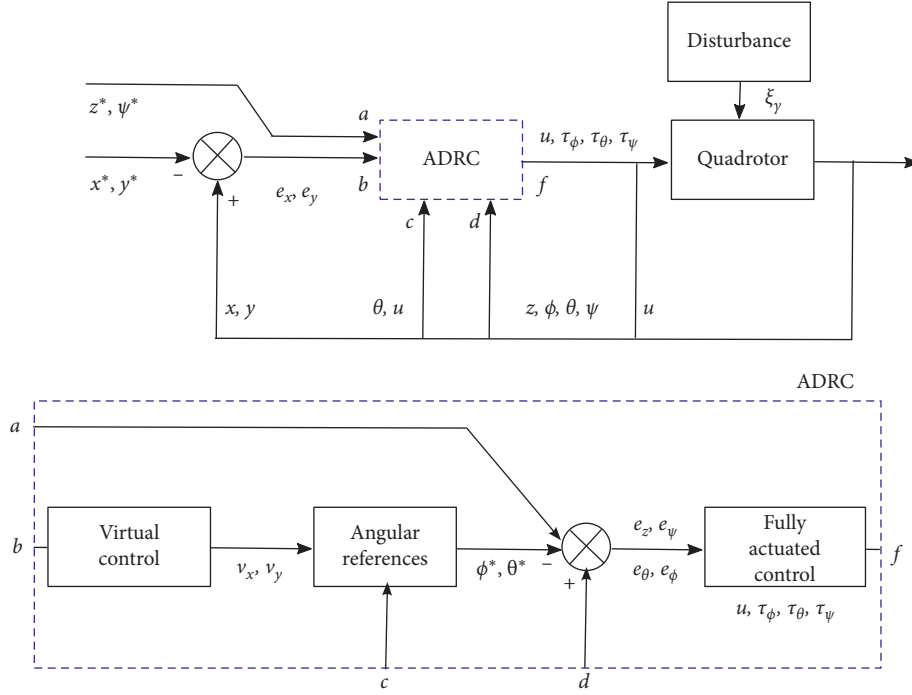 Disturbance
ξ_γ
z*, ψ*
a
ADRC
u, τ_ϕ, τ_θ, τ_ψ
Quadrotor
x*, y*
−
+
e_x, e_y
b
f
c
d
x, y
θ, u
z, ϕ, θ, ψ
u
ADRC
a
Virtual
control
Angular
references
e_z, e_ψ
Fully
actuated
control
b
v_x, v_y
ϕ*, θ*
−
+
e_θ, e_ϕ
f
u, τ_ϕ, τ_θ, τ_ψ
c
d